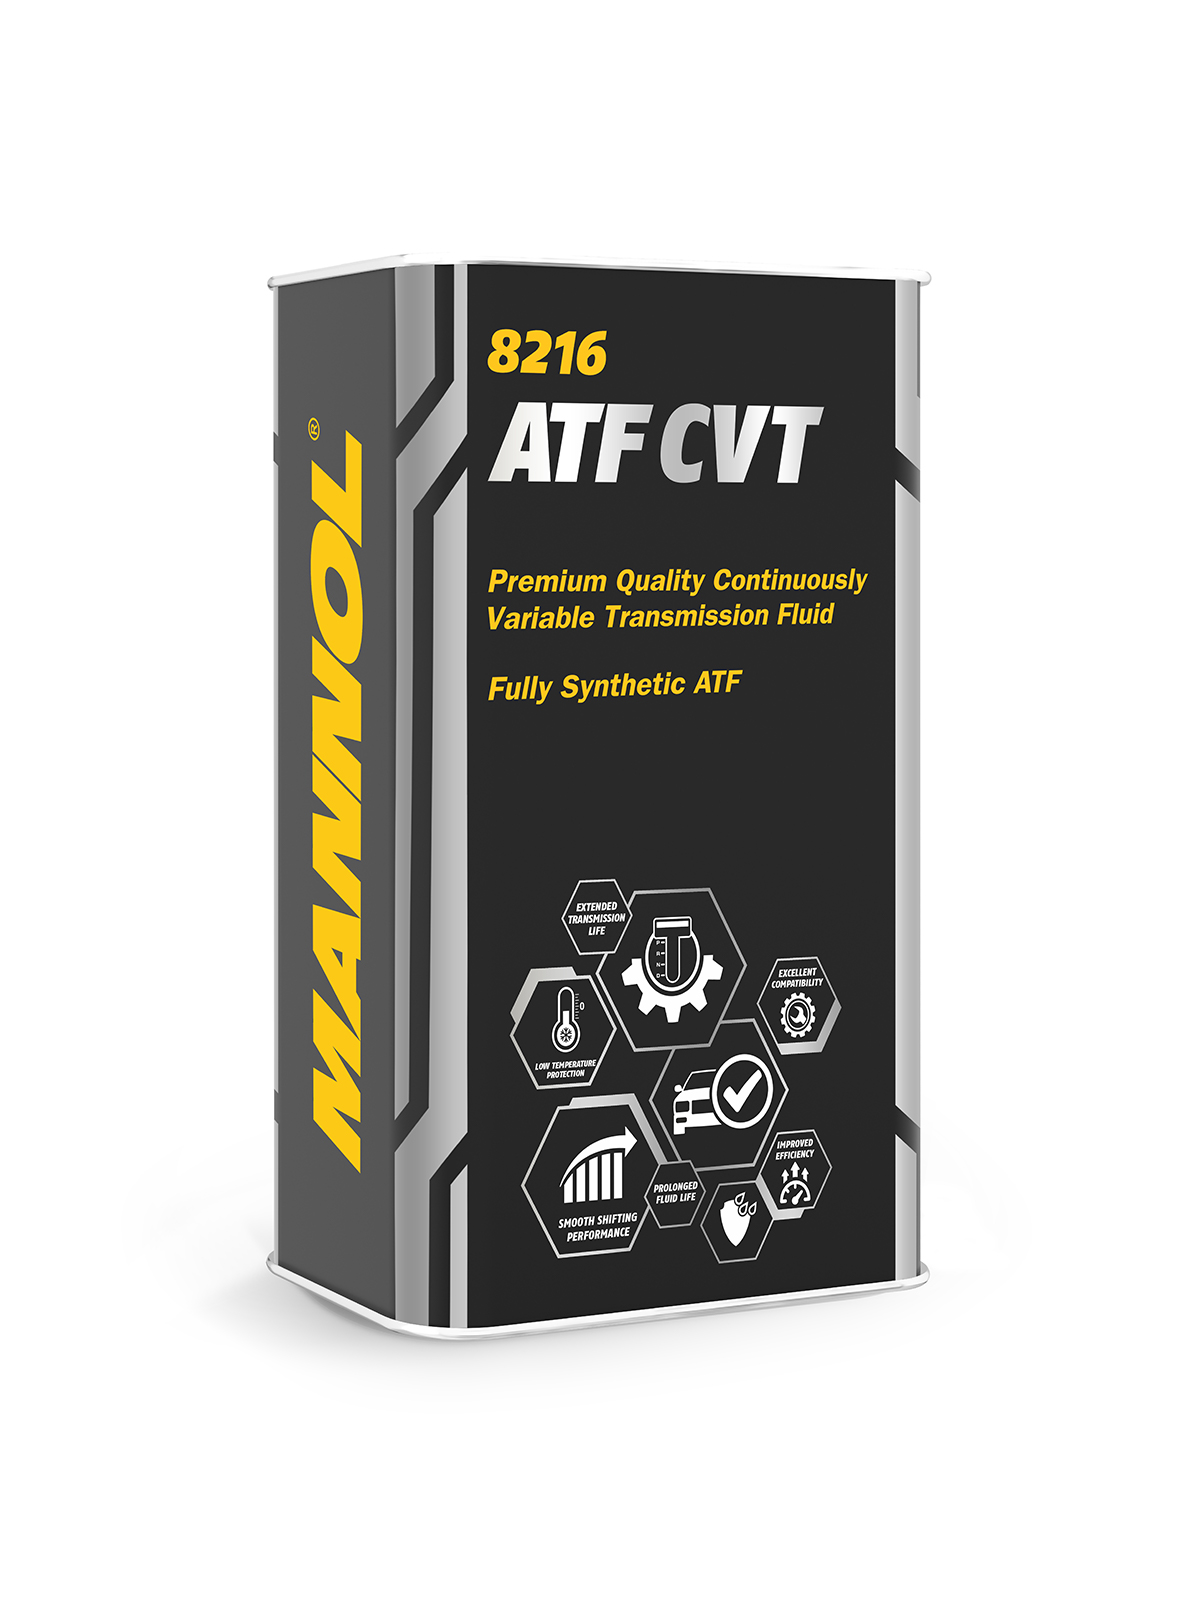 MANNOL®
8216
ATF CVT
Premium Quality Continuously
Variable Transmission Fluid
Fully Synthetic ATF
EXTENDED
TRANSMISSION
LIFE
P
R
N
D
EXCELLENT
COMPATIBILITY
0
LOW TEMPERATURE
PROTECTION
IMPROVED
EFFICIENCY
PROLONGED
FLUID LIFE
SMOOTH SHIFTING
PERFORMANCE